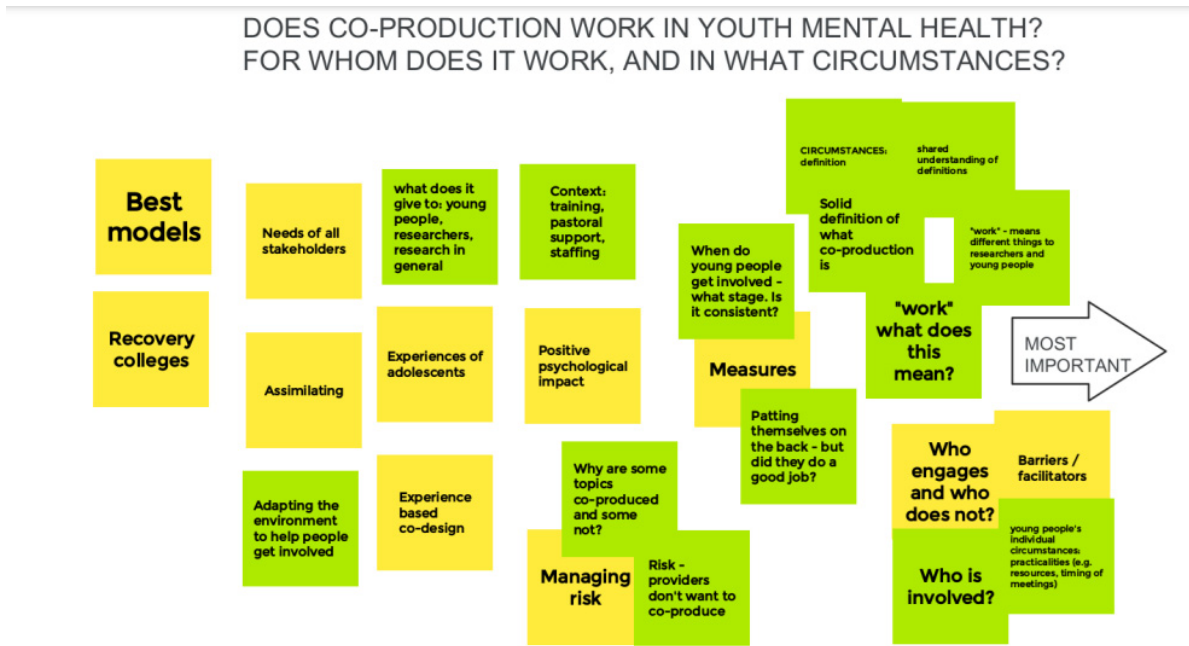 DOES CO-PRODUCTION WORK IN YOUTH MENTAL HEALTH?
FOR WHOM DOES IT WORK, AND IN WHAT CIRCUMSTANCES?
Best
models
Recovery
colleges
Needs of all
stakeholders
Assimilating
Adapting the
environment
to help people
get involved
what does it
give to: young
people,
researchers,
research in
general
Experiences of
adolescents
Experience
based
co-design
Context:
training,
pastoral
support,
staffing
Positive
psychological
impact
Why are some
topics
co-produced
and some
not?
Managing
risk
Risk -
providers
don't want to
co-produce
When do
young people
get involved -
what stage. Is
it consistent?
Measures
Patting
themselves on
the back - but
did they do a
good job?
CIRCUMSTANCES:
definition
shared
understanding of
definitions
Solid
definition of
what
co-production
is
"work" - means
different things to
researchers and
young people
"work"
what does
this
mean?
MOST
IMPORTANT
Who
engages
and who
does not?
Barriers /
facilitators
Who is
involved?
young people's
individual
circumstances:
practicalities (e.g.
resources, timing of
meetings)